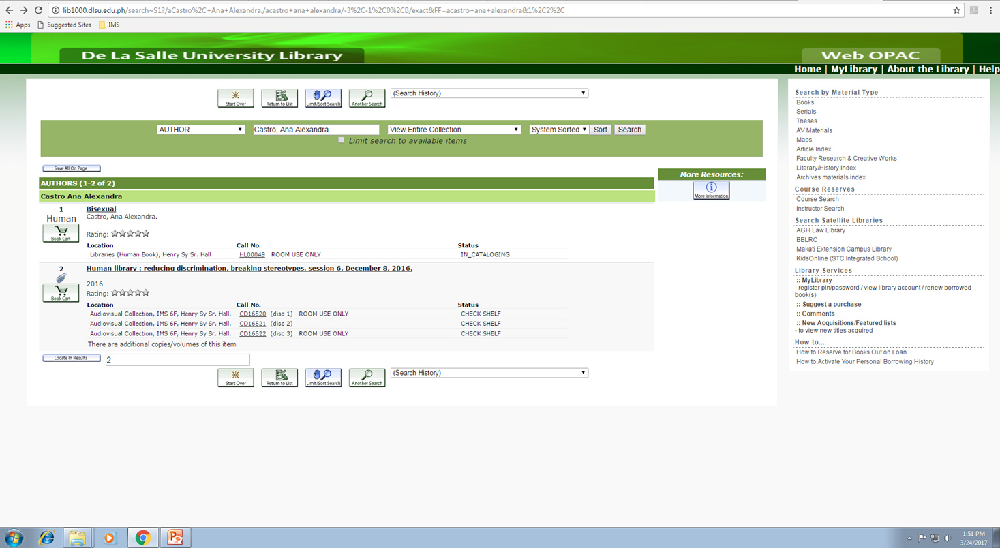 lib1000.dlsu.edu.ph/search~S1?/aCastro%2C+Ana+Alexandra./acastro+ana+alexandra/-3%2C-1%2C0%2CB/exact&FF=acastro+ana+alexandra&1%2C2%2C
Apps Suggested Sites IMS
De La Salle University Library
Web OPAC
Home | MyLibrary | About the Library | Help
Start Over Return to List Limit/Sort Search Another Search (Search History)
AUTHOR Castro, Ana Alexandra. View Entire Collection System Sorted Sort Search
Limit search to available items
Save All On Page
AUTHORS (1-2 of 2)
Castro Ana Alexandra
1 Bisexual
Human Castro, Ana Alexandra.
Book Cart
Rating:
Location Call No. Status
Libraries (Human Book), Henry Sy Sr. Hall HL00049 ROOM USE ONLY IN_CATALOGING
2 Human library : reducing discrimination, breaking stereotypes, session 6, December 8, 2016.
2016
Book Cart
Rating:
Location Call No. Status
Audiovisual Collection, IMS 6F, Henry Sy Sr. Hall. CD16520 (disc 1) ROOM USE ONLY CHECK SHELF
Audiovisual Collection, IMS 6F, Henry Sy Sr. Hall. CD16521 (disc 2) CHECK SHELF
Audiovisual Collection, IMS 6F, Henry Sy Sr. Hall. CD16522 (disc 3) ROOM USE ONLY CHECK SHELF
There are additional copies/volumes of this item
Locate In Results 2
Start Over Return to List Limit/Sort Search Another Search (Search History)
More Resources:
More Information
Search by Material Type
Books
Serials
Theses
AV Materials
Maps
Article Index
Faculty Research & Creative Works
Literary/History Index
Archives materials index
Course Reserves
Course Search
Instructor Search
Search Satellite Libraries
AGH Law Library
BBLRC
Makati Extension Campus Library
KidsOnline (STC Integrated School)
Library Services
:: MyLibrary
- register pin/password / view library account / renew borrowed
book(s)
:: Suggest a purchase
:: Comments
:: New Acquisitions/Featured lists
- to view new titles acquired
How to...
How to Reserve for Books Out on Loan
How to Activate Your Personal Borrowing History
1:51 PM
3/24/2017